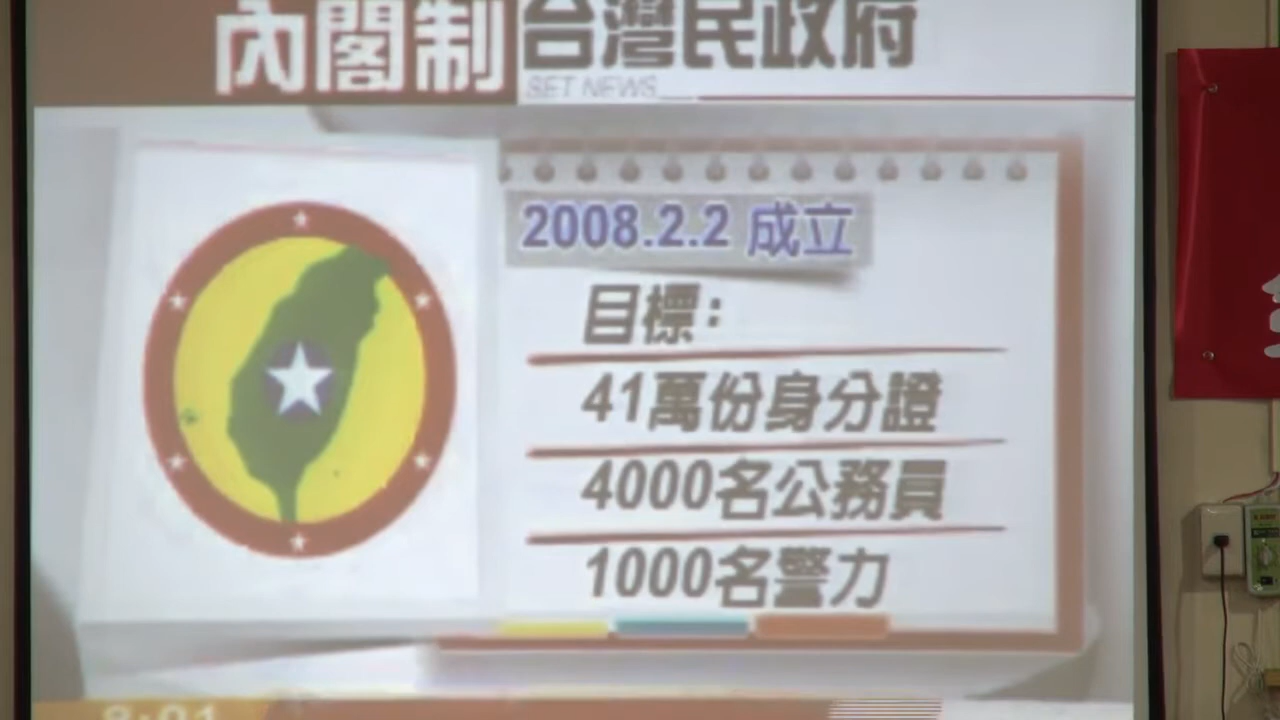 內閣制 台灣民政府
SET NEWS
2008.2.2 成立
目標：
41萬份身分證
4000名公務員
1000名警力
8:01